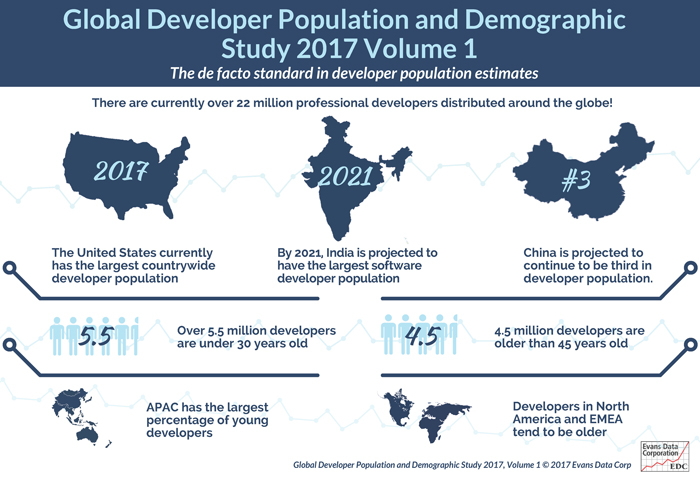 Global Developer Population and Demographic
Study 2017 Volume 1
The de facto standard in developer population estimates
There are currently over 22 million professional developers distributed around the globe!
2017
2021
#3
The United States currently
has the largest countrywide
developer population
By 2021, India is projected to
have the largest software
developer population
China is projected to
continue to be third in
developer population.
5.5
Over 5.5 million developers
are under 30 years old
4.5
4.5 million developers are
older than 45 years old
APAC has the largest
percentage of young
developers
Developers in North
America and EMEA
tend to be older
Evans Data
Corporation
EDC
Global Developer Population and Demographic Study 2017, Volume 1 © 2017 Evans Data Corp